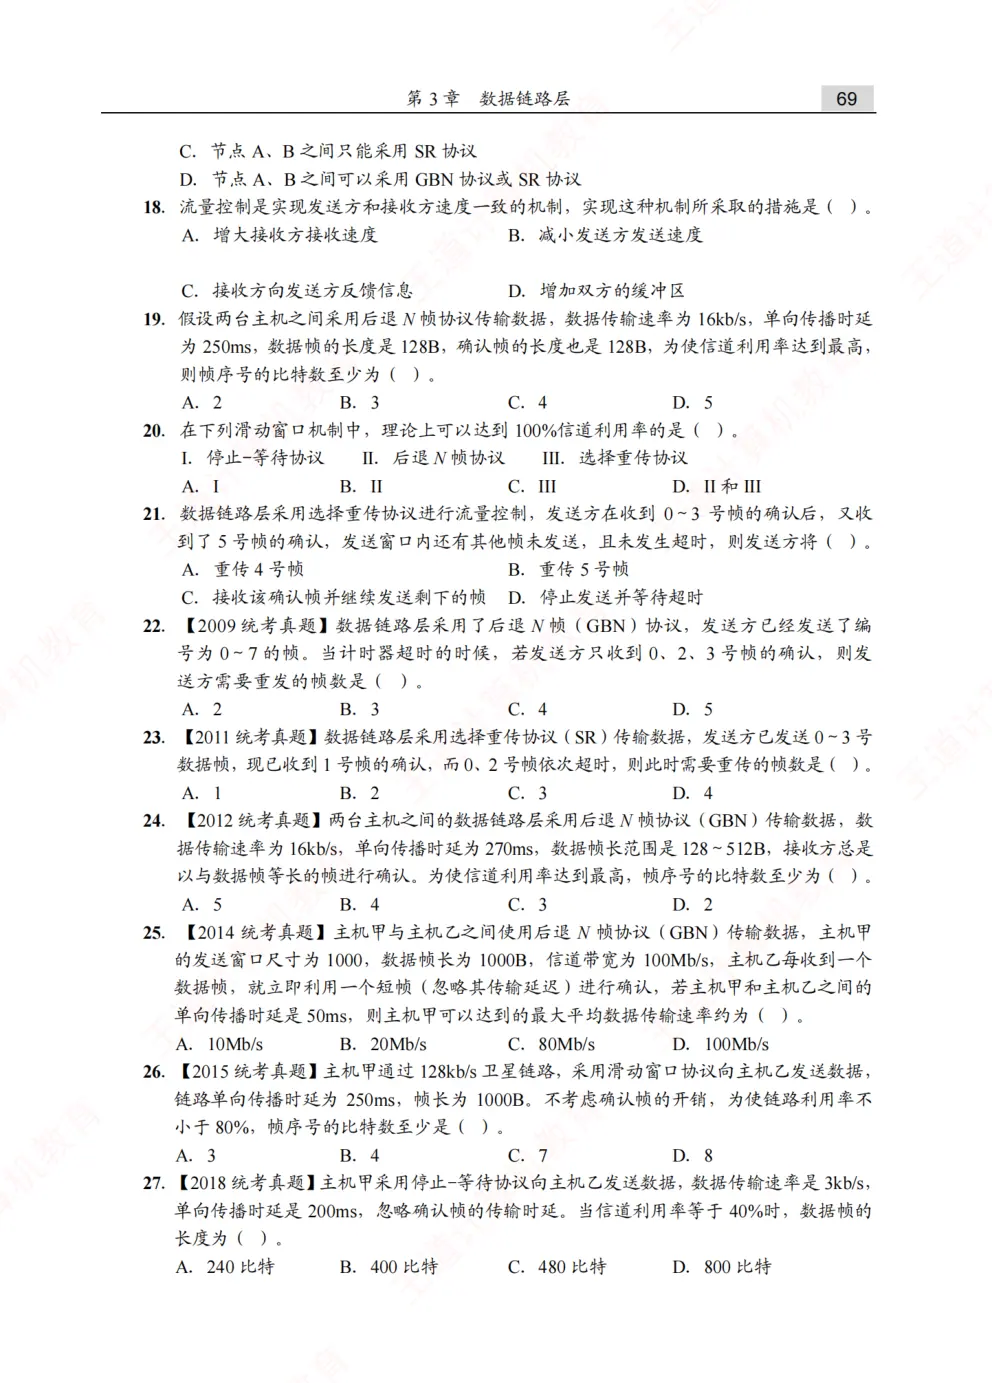 第 3 章 数据链路层 69
C. 节点 A、B 之间只能采用 SR 协议
D. 节点 A、B 之间可以采用 GBN 协议或 SR 协议
18. 流量控制是实现发送方和接收方速度一致的机制，实现这种机制所采取的措施是（ ）。
A. 增大接收方接收速度 B. 减小发送方发送速度
C. 接收方向发送方反馈信息 D. 增加双方的缓冲区
19. 假设两台主机之间采用后退 N 帧协议传输数据，数据传输速率为 16kb/s，单向传播时延
为 250ms，数据帧的长度是 128B，确认帧的长度也是 128B，为使信道利用率达到最高，
则帧序号的比特数至少为（ ）。
A. 2 B. 3 C. 4 D. 5
20. 在下列滑动窗口机制中，理论上可以达到 100%信道利用率的是（ ）。
I. 停止-等待协议 II. 后退 N 帧协议 III. 选择重传协议
A. I B. II C. III D. II 和 III
21. 数据链路层采用选择重传协议进行流量控制，发送方在收到 0~3 号帧的确认后，又收
到了 5 号帧的确认，发送窗口内还有其他帧未发送，且未发生超时，则发送方将（ ）。
A. 重传 4 号帧 B. 重传 5 号帧
C. 接收该确认帧并继续发送剩下的帧 D. 停止发送并等待超时
22. 【2009 统考真题】数据链路层采用了后退 N 帧（GBN）协议，发送方已经发送了编
号为 0~7 的帧。当计时器超时的时候，若发送方只收到 0、2、3 号帧的确认，则发
送方需要重发的帧数是（ ）。
A. 2 B. 3 C. 4 D. 5
23. 【2011 统考真题】数据链路层采用选择重传协议（SR）传输数据，发送方已发送 0~3 号
数据帧，现已收到 1 号帧的确认，而 0、2 号帧依次超时，则此时需要重传的帧数是（ ）。
A. 1 B. 2 C. 3 D. 4
24. 【2012 统考真题】两台主机之间的数据链路层采用后退 N 帧协议（GBN）传输数据，数
据传输速率为 16kb/s，单向传播时延为 270ms，数据帧长范围是 128~512B，接收方总是
以与数据帧等长的帧进行确认。为使信道利用率达到最高，帧序号的比特数至少为（ ）。
A. 5 B. 4 C. 3 D. 2
25. 【2014 统考真题】主机甲与主机乙之间使用后退 N 帧协议（GBN）传输数据，主机甲
的发送窗口尺寸为 1000，数据帧长为 1000B，信道带宽为 100Mb/s，主机乙每收到一个
数据帧，就立即利用一个短帧（忽略其传输延迟）进行确认，若主机甲和主机乙之间的
单向传播时延是 50ms，则主机甲可以达到的最大平均数据传输速率约为（ ）。
A. 10Mb/s B. 20Mb/s C. 80Mb/s D. 100Mb/s
26. 【2015 统考真题】主机甲通过 128kb/s 卫星链路，采用滑动窗口协议向主机乙发送数据，
链路单向传播时延为 250ms，帧长为 1000B。不考虑确认帧的开销，为使链路利用率不
小于 80%，帧序号的比特数至少是（ ）。
A. 3 B. 4 C. 7 D. 8
27. 【2018 统考真题】主机甲采用停止-等待协议向主机乙发送数据，数据传输速率是 3kb/s，
单向传播时延是 200ms，忽略确认帧的传输时延。当信道利用率等于 40%时，数据帧的
长度为（ ）。
A. 240 比特 B. 400 比特 C. 480 比特 D. 800 比特